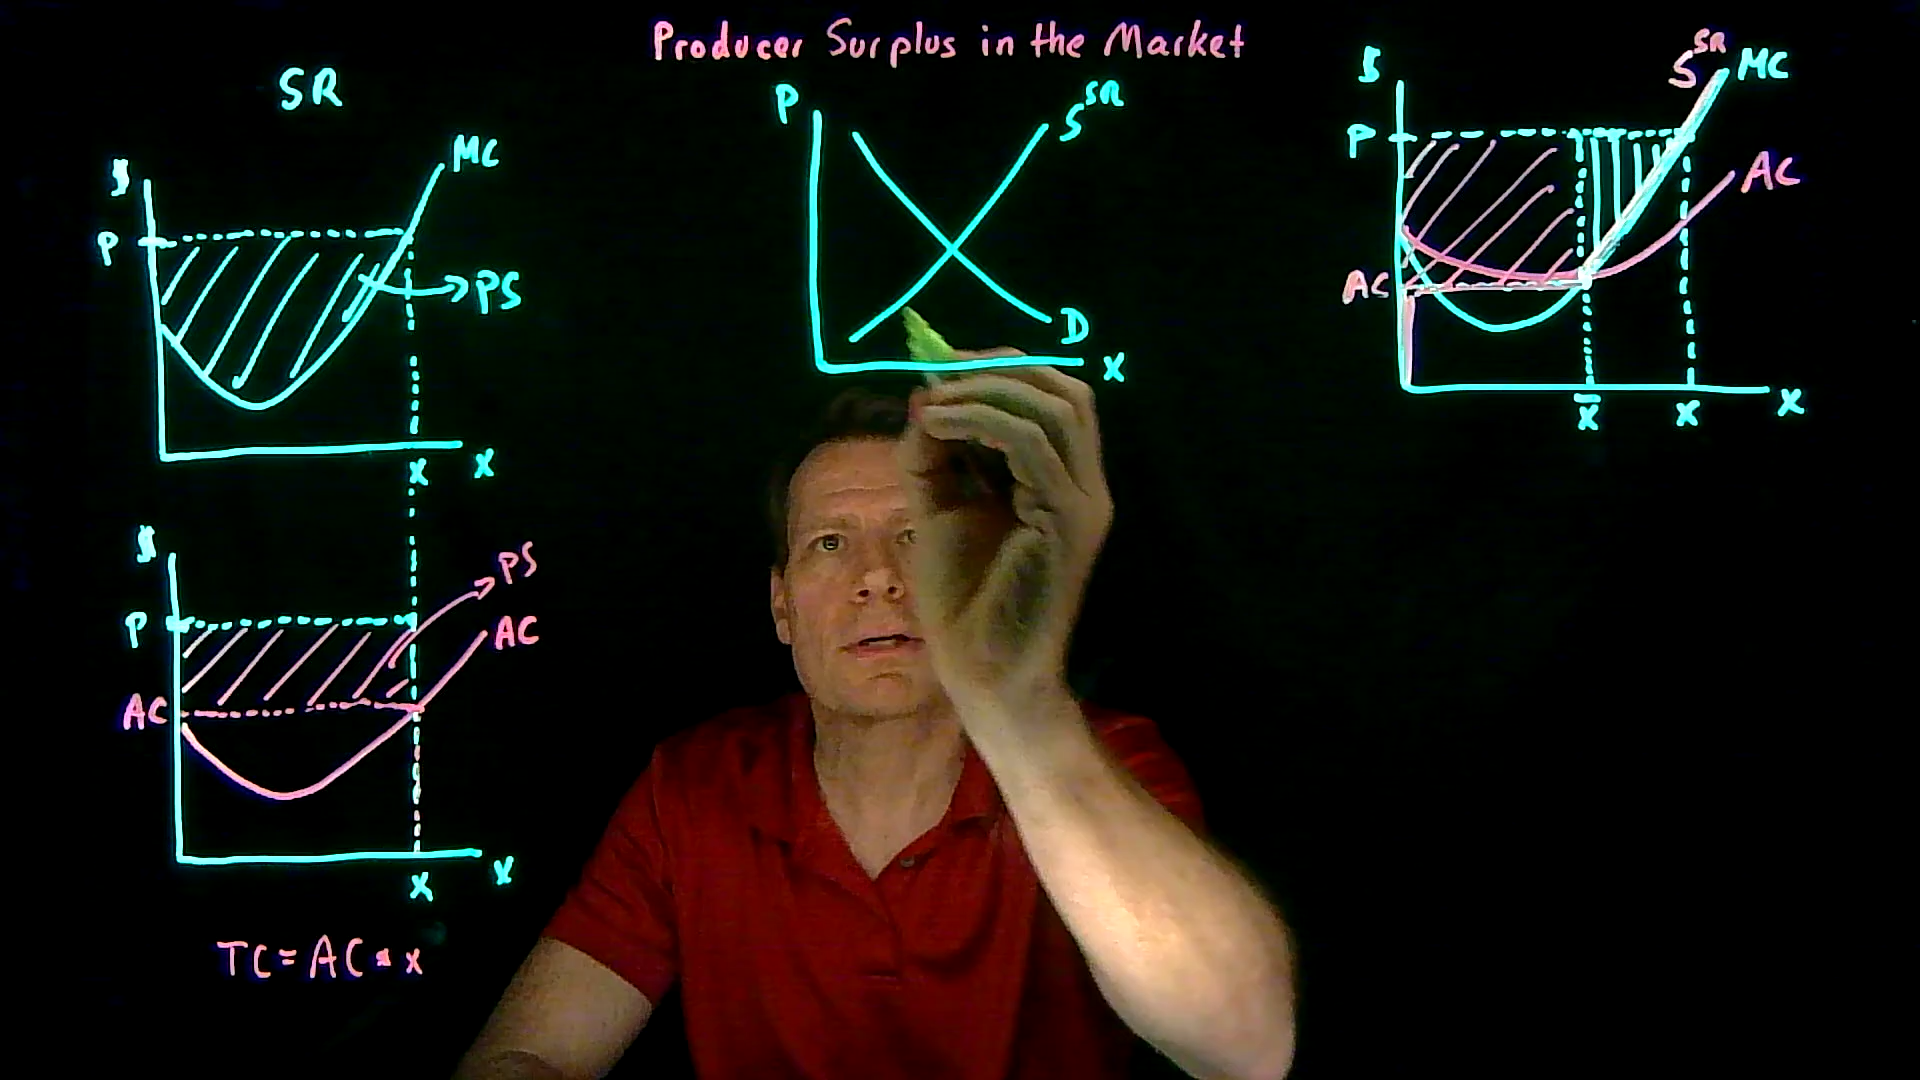 Producer Surplus in the Market
SR
$
MC
P
PS
x
x
$
PS
P
AC
AC
x
x
TC = AC * x
P
S^SR
D
x
$
S^SR
MC
P
AC
AC
x̅
x
x